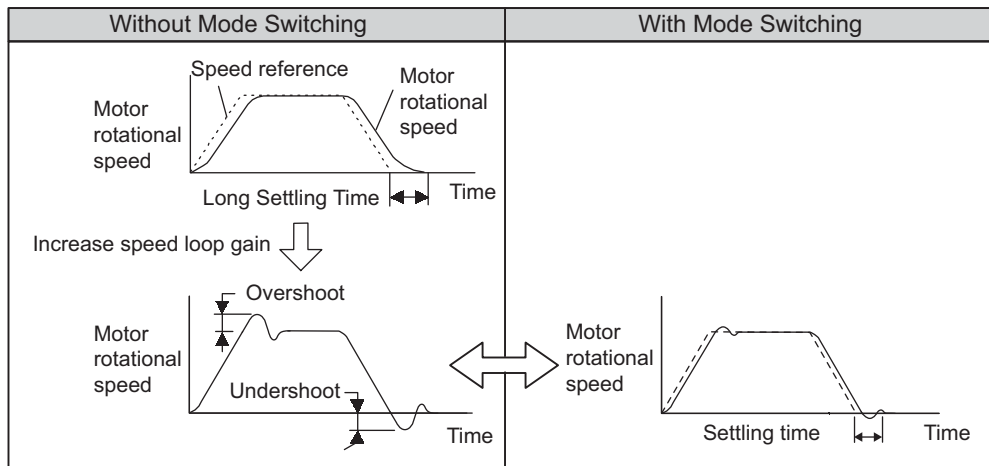 Without Mode Switching
With Mode Switching
Speed reference
Motor
rotational
speed
Motor
rotational
speed
Long Settling Time
Time
Increase speed loop gain
Overshoot
Motor
rotational
speed
Undershoot
Time
Motor
rotational
speed
Settling time
Time